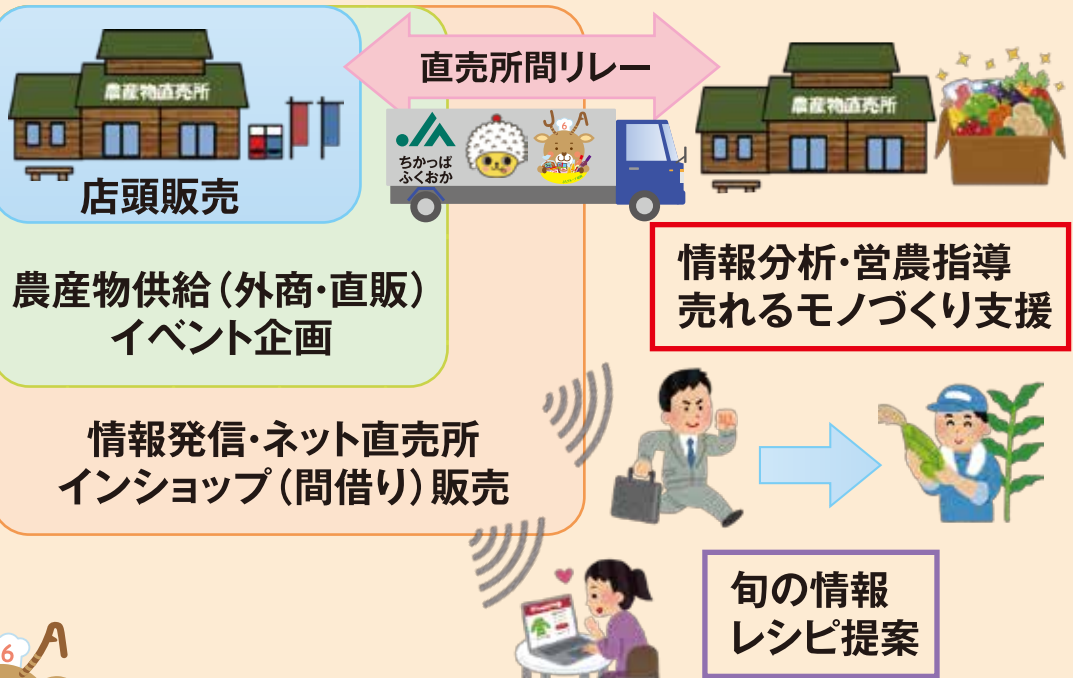 直売所間リレー
農産物直売所
農産物直売所
JA
ちかっぱ
ふくおか
J 6 A
店頭販売
農産物供給(外商・直販)
イベント企画
情報分析・営農指導
売れるモノづくり支援
情報発信・ネット直売所
インショップ(間借り)販売
旬の情報
レシピ提案
6 A